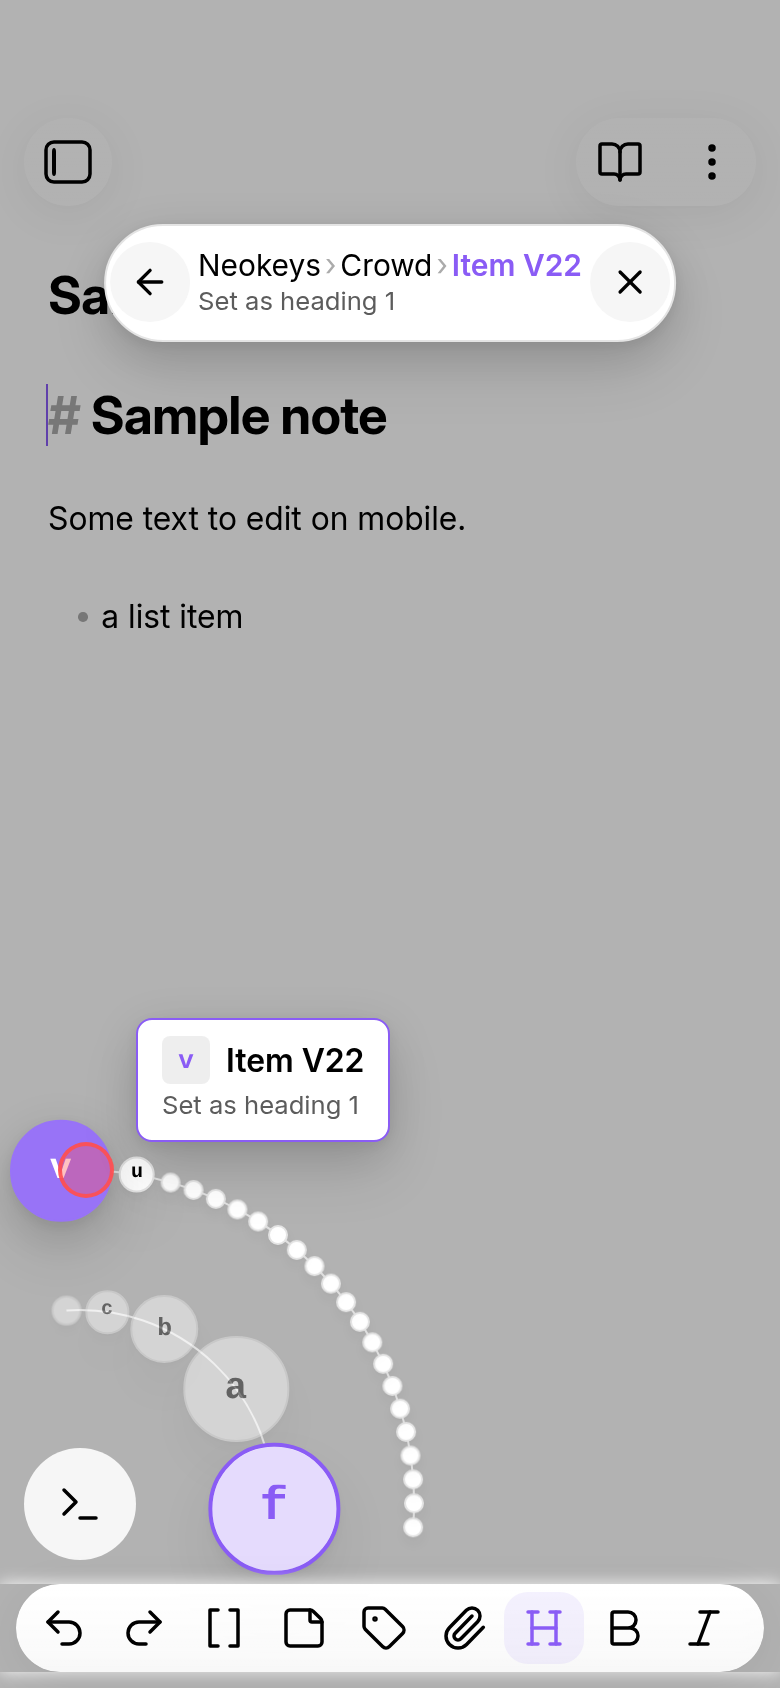 Neokeys › Crowd › Item V22
Set as heading 1
Sa
# Sample note
Some text to edit on mobile.
• a list item
v Item V22
Set as heading 1
v
u
c
b
a
f